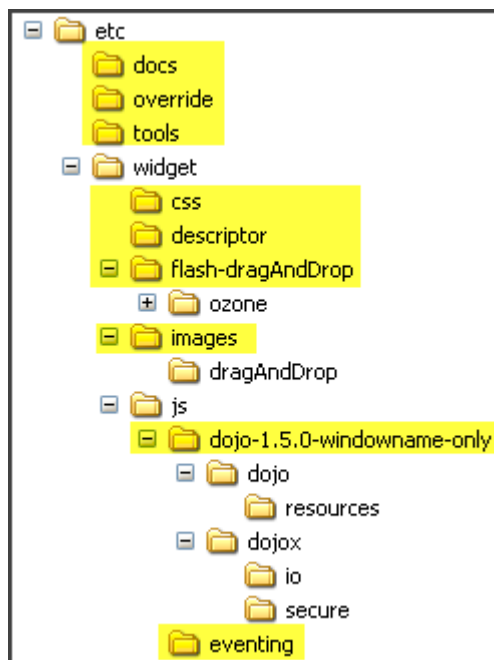 etc
docs
override
tools
widget
css
descriptor
flash-dragAndDrop
ozone
images
dragAndDrop
js
dojo-1.5.0-windowname-only
dojo
resources
dojox
io
secure
eventing